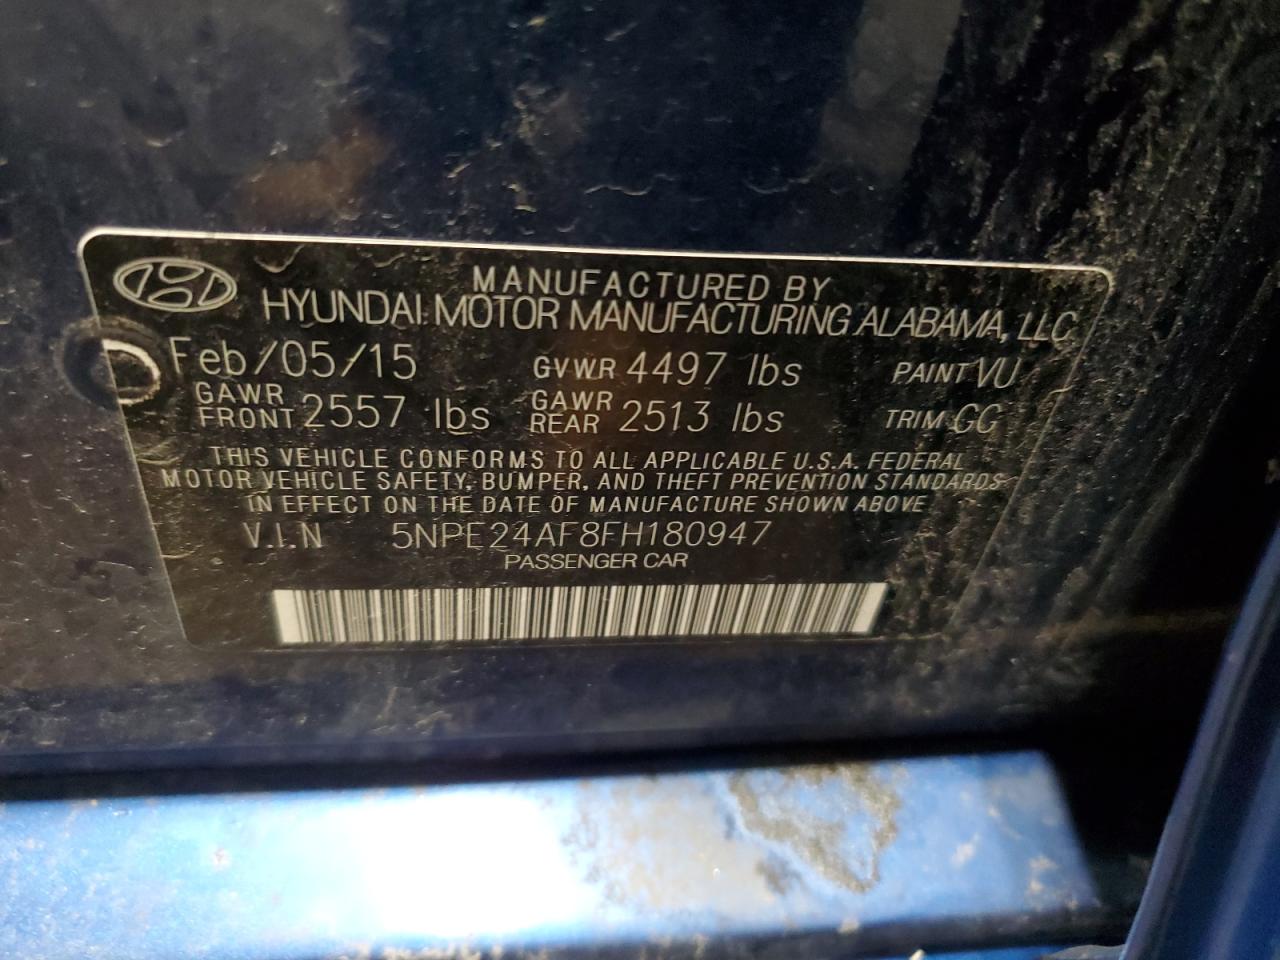 MANUFACTURED BY
HYUNDAI MOTOR MANUFACTURING ALABAMA, LLC
Feb/05/15 GVWR 4497 lbs PAINT VU
GAWR FRONT 2557 lbs GAWR REAR 2513 lbs TRIM GG
THIS VEHICLE CONFORMS TO ALL APPLICABLE U.S.A. FEDERAL
MOTOR VEHICLE SAFETY, BUMPER, AND THEFT PREVENTION STANDARDS
IN EFFECT ON THE DATE OF MANUFACTURE SHOWN ABOVE
V.I.N 5NPE24AF8FH180947
PASSENGER CAR